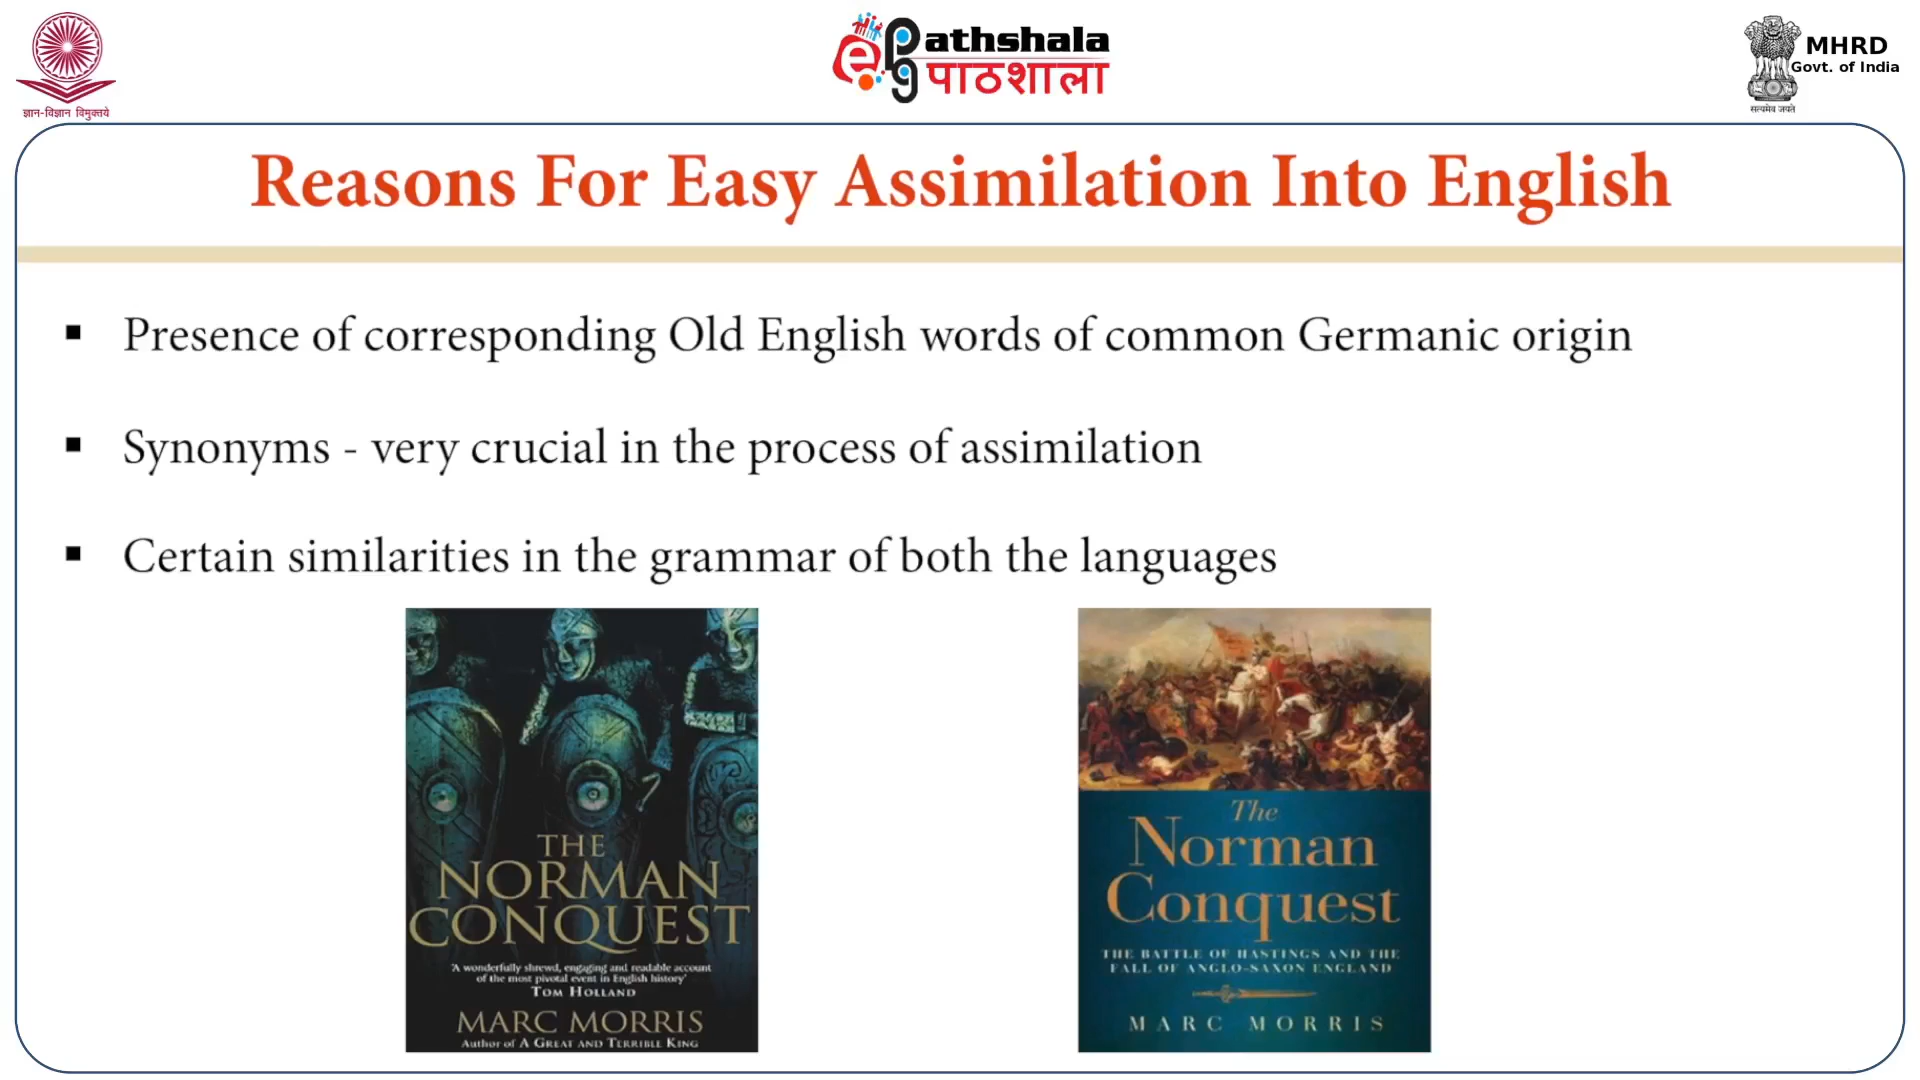 ज्ञान-विज्ञान विमुक्तये
e Pathshala
पाठशाला
MHRD
Govt. of India
सत्यमेव जयते
Reasons For Easy Assimilation Into English
Presence of corresponding Old English words of common Germanic origin
Synonyms - very crucial in the process of assimilation
Certain similarities in the grammar of both the languages
THE
NORMAN
CONQUEST
'A wonderfully shrewd, engaging and readable account
of the most pivotal event in English history'
TOM HOLLAND
MARC MORRIS
Author of A GREAT AND TERRIBLE KING
The
Norman
Conquest
THE BATTLE OF HASTINGS AND THE
FALL OF ANGLO-SAXON ENGLAND
MARC MORRIS